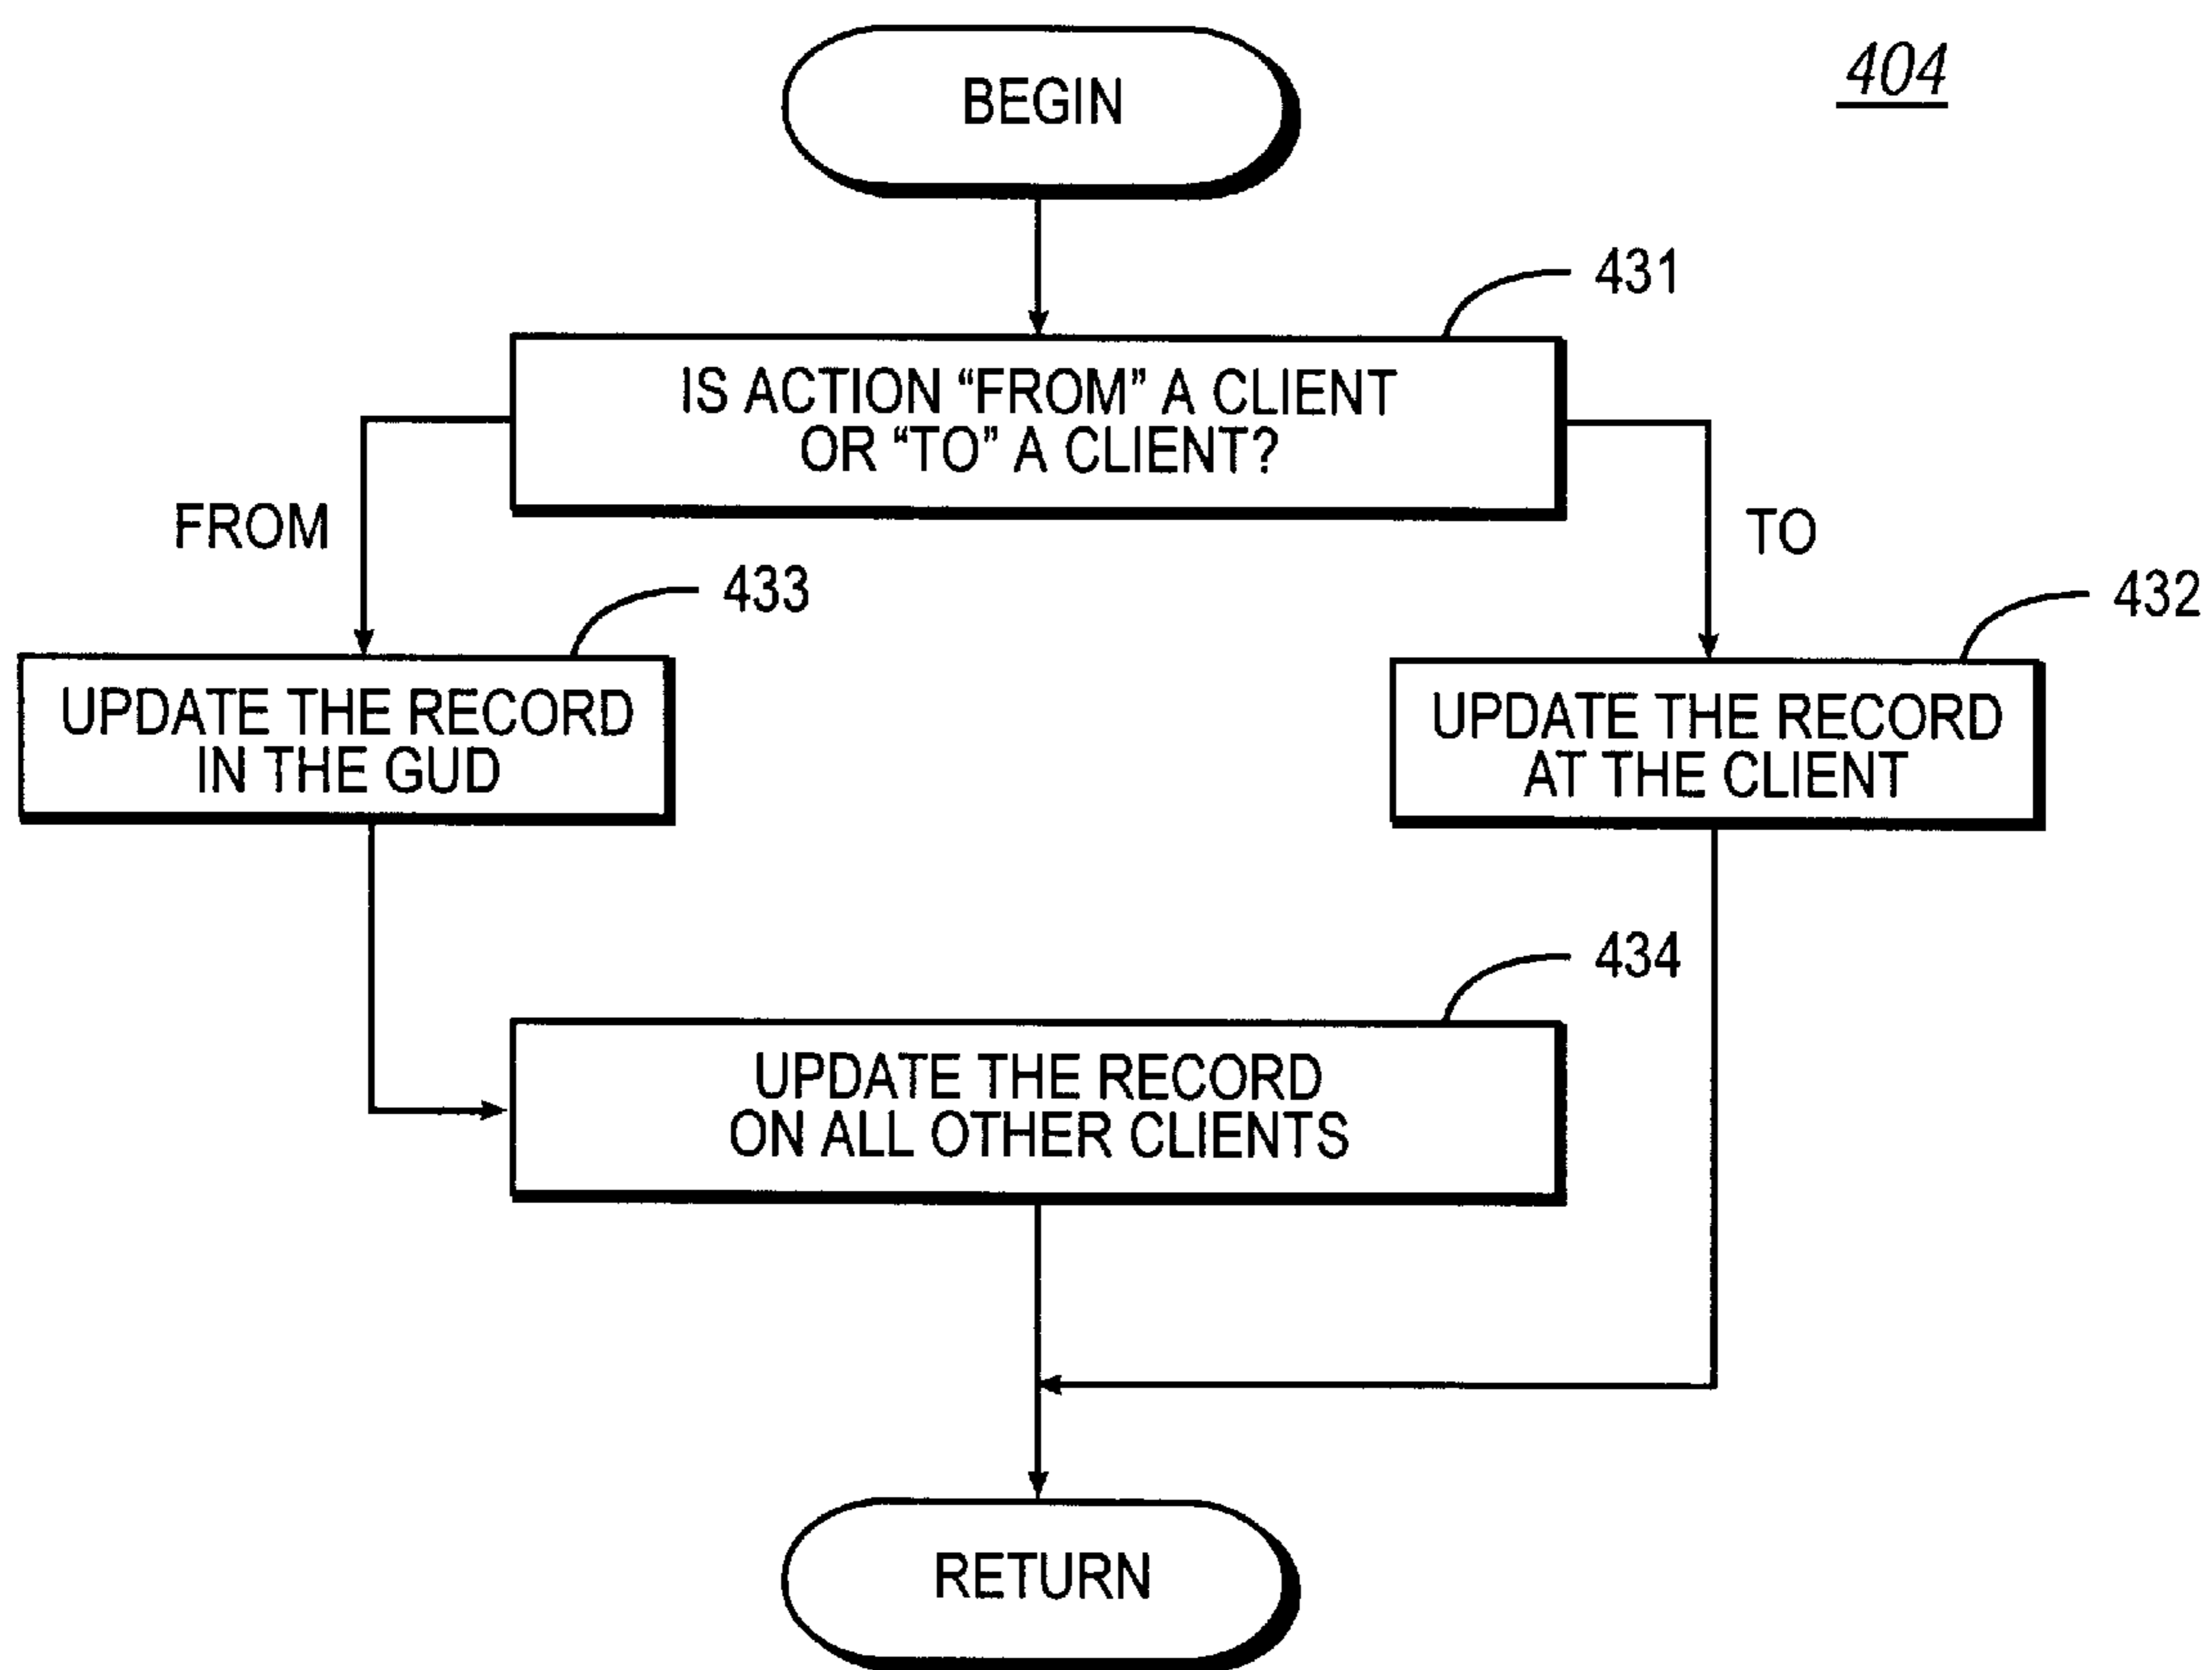 404
BEGIN
431
IS ACTION “FROM” A CLIENT
OR “TO” A CLIENT?
FROM
TO
433
432
UPDATE THE RECORD
IN THE GUD
UPDATE THE RECORD
AT THE CLIENT
434
UPDATE THE RECORD
ON ALL OTHER CLIENTS
RETURN